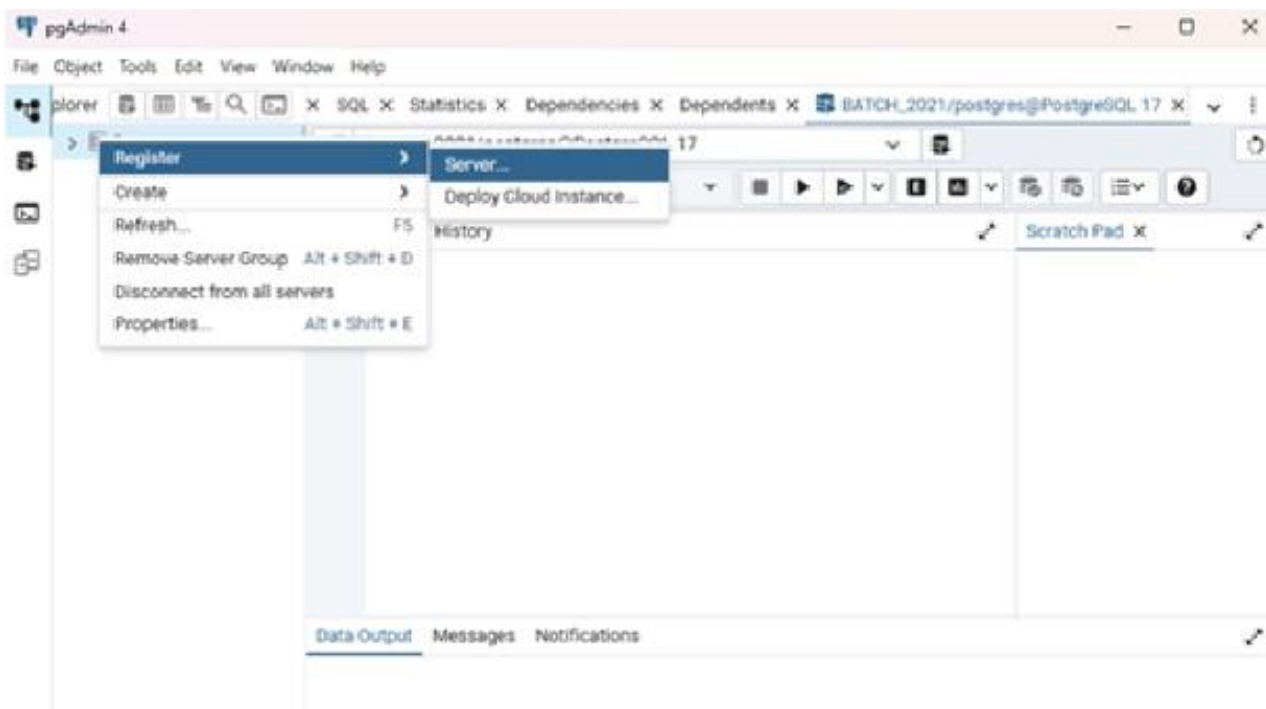 pgAdmin 4
File Object Tools Edit View Window Help
plorer SQL Statistics Dependencies Dependents BATCH_2021/postgres@PostgreSQL 17
17
Register
Server...
Create
Deploy Cloud Instance...
Refresh... F5
History
Scratch Pad
Remove Server Group Alt + Shift + D
Disconnect from all servers
Properties... Alt + Shift + E
Data Output Messages Notifications